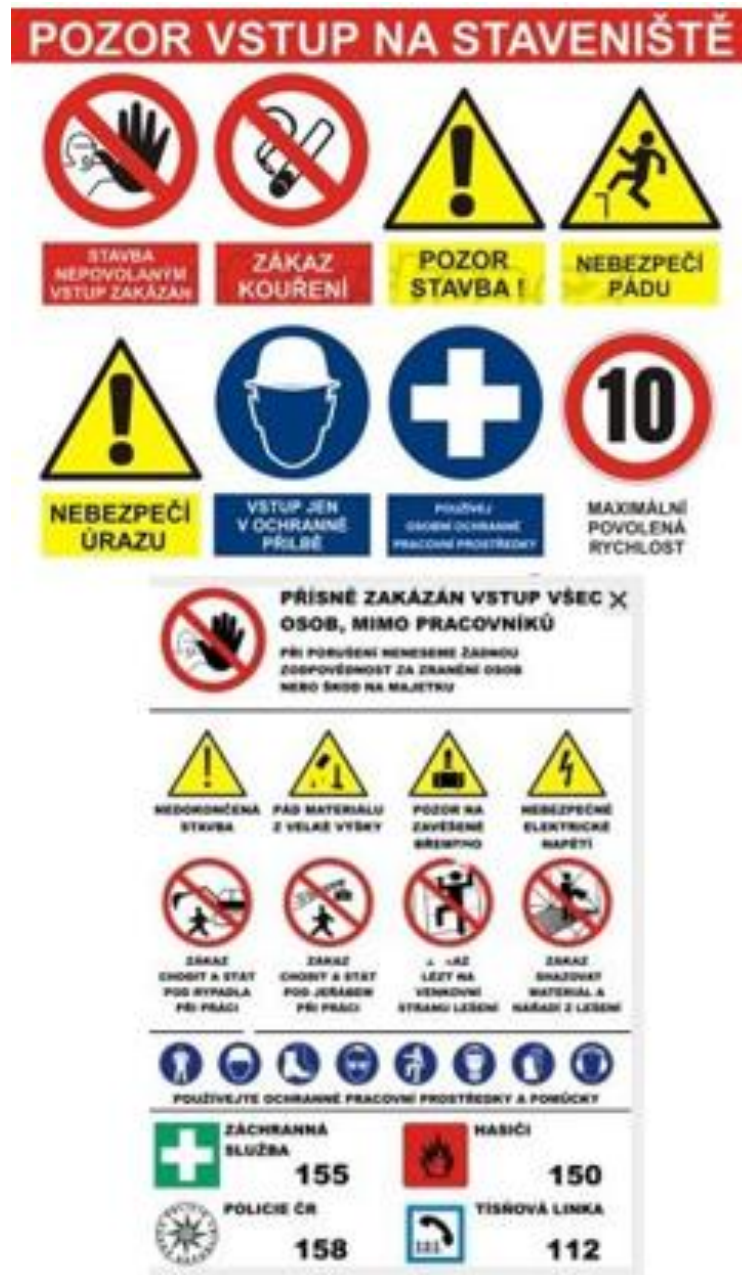 POZOR VSTUP NA STAVENIŠTĚ
STAVBA
NEPOVOLANÝM
VSTUP ZAKÁZÁN
ZÁKAZ
KOUŘENÍ
POZOR
STAVBA !
NEBEZPEČÍ
PÁDU
10
NEBEZPEČÍ
ÚRAZU
VSTUP JEN
V OCHRANNÉ
PŘILBĚ
POUŽÍVEJ
OSOBNÍ OCHRANNÉ
PRACOVNÍ PROSTŘEDKY
MAXIMÁLNÍ
POVOLENÁ
RYCHLOST
PŘÍSNĚ ZAKÁZÁN VSTUP VŠEC
OSOB, MIMO PRACOVNÍKŮ
PŘI PORUŠENÍ NENESEME ŽÁDNOU
ZODPOVĚDNOST ZA ZRANĚNÍ OSOB
NEBO ŠKOD NA MAJETKU
NEDOKONČENÁ
STAVBA
PÁD MATERIÁLU
Z VELKÉ VÝŠKY
POZOR NA
ZAVĚŠENÉ
NEBEZPEČNÉ
ELEKTRICKÉ
NAPĚTÍ
ZÁKAZ
CHODIT A STÁT
POD RYPADLA
PŘI PRÁCI
ZÁKAZ
CHODIT A STÁT
POD JEŘÁBEM
PŘI PRÁCI
LÉZT NA
VENKOVNÍ
STRANU LEŠENÍ
ZÁKAZ
SHAZOVAT
MATERIÁL A
NÁŘADÍ Z LEŠENÍ
POUŽÍVEJTE OCHRANNÉ PRACOVNÍ PROSTŘEDKY A POMŮCKY
ZÁCHRANNÁ
SLUŽBA
155
HASIČI
150
POLICIE ČR
158
TÍSŇOVÁ LINKA
112